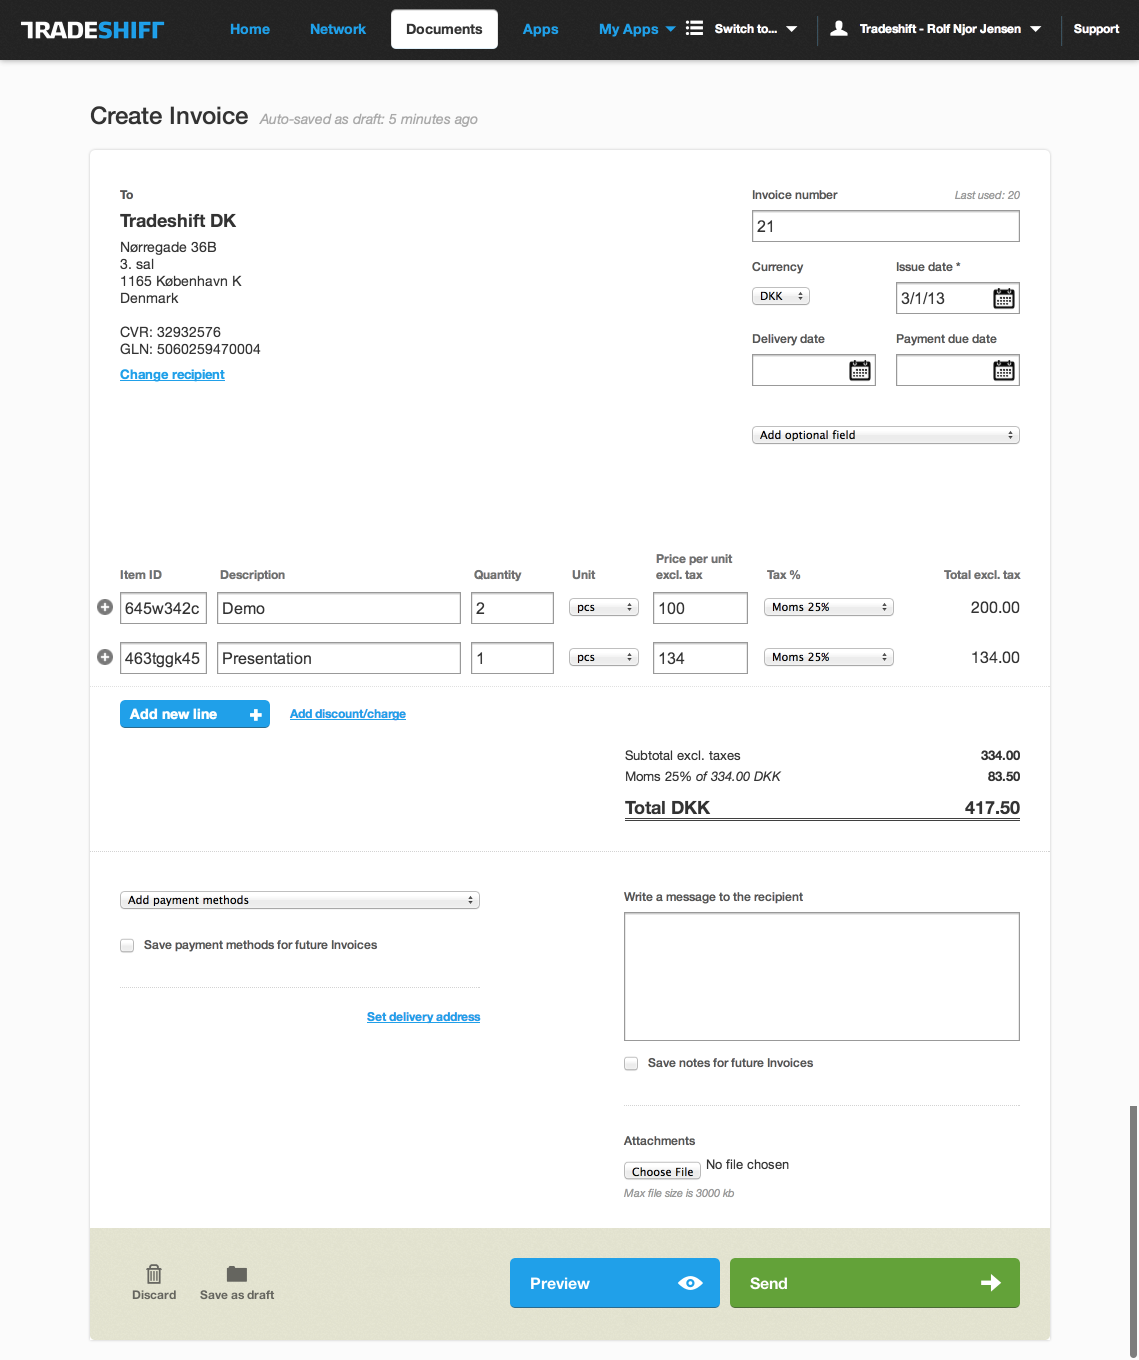 TRADESHIFT
Home Network Documents Apps My Apps Switch to... Tradeshift - Rolf Njor Jensen Support
Create Invoice Auto-saved as draft: 5 minutes ago
To
Tradeshift DK
Nørregade 36B
3. sal
1165 København K
Denmark
CVR: 32932576
GLN: 5060259470004
Change recipient
Invoice number Last used: 20
21
Currency Issue date *
DKK 3/1/13
Delivery date Payment due date
Add optional field
Item ID Description Quantity Unit Price per unit excl. tax Tax % Total excl. tax
645w342c Demo 2 pcs 100 Moms 25% 200.00
463tggk45 Presentation 1 pcs 134 Moms 25% 134.00
Add new line Add discount/charge
Subtotal excl. taxes 334.00
Moms 25% of 334.00 DKK 83.50
Total DKK 417.50
Add payment methods
Save payment methods for future Invoices
Set delivery address
Write a message to the recipient
Save notes for future Invoices
Attachments
Choose File No file chosen
Max file size is 3000 kb
Discard Save as draft Preview Send